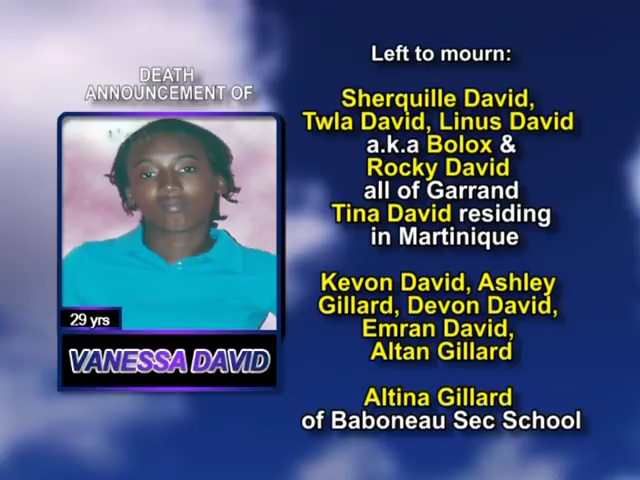 DEATH
ANNOUNCEMENT OF
29 yrs
VANESSA DAVID
Left to mourn:
Sherquille David,
Twla David, Linus David
a.k.a Bolox &
Rocky David
all of Garrand
Tina David residing
in Martinique
Kevon David, Ashley
Gillard, Devon David,
Emran David,
Altan Gillard
Altina Gillard
of Baboneau Sec School